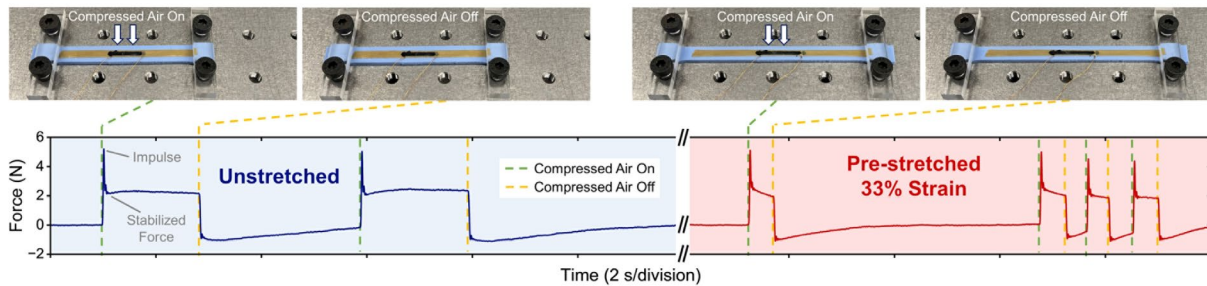 Compressed Air On
Compressed Air Off
Compressed Air On
Compressed Air Off
Force (N)
6
4
2
0
−2
Impulse
Stabilized
Force
Unstretched
Compressed Air On
Compressed Air Off
//
//
Pre-stretched
33% Strain
Time (2 s/division)